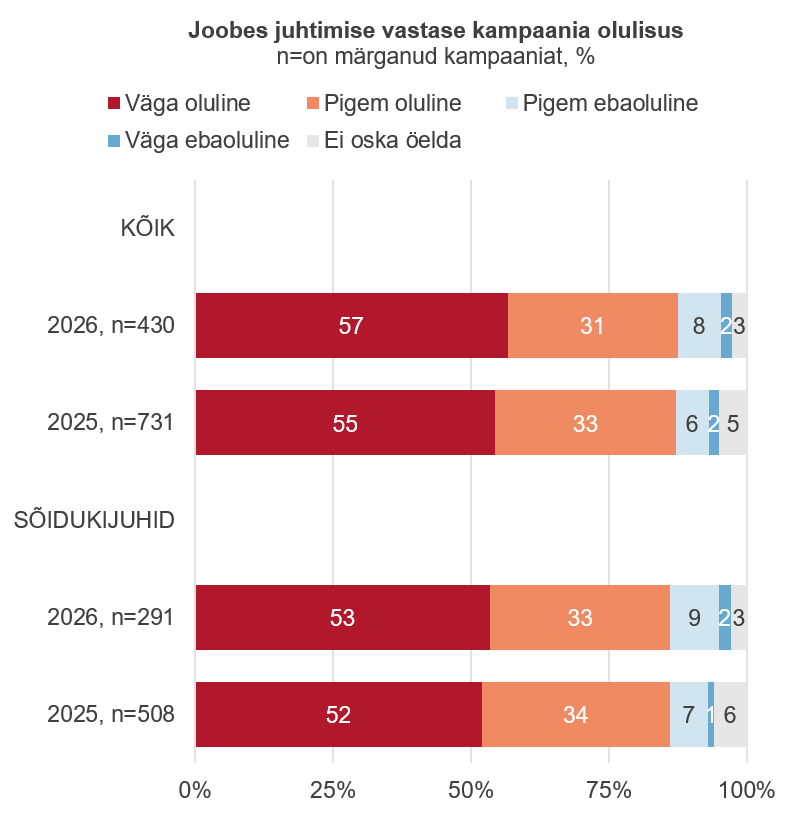 Joobes juhtimise vastase kampaania olulisus
n=on märganud kampaaniat, %
Väga oluline Pigem oluline Pigem ebaoluline
Väga ebaoluline Ei oska öelda
KÕIK
2026, n=430 57 31 8 2 3
2025, n=731 55 33 6 2 5
SÕIDUKIJUHID
2026, n=291 53 33 9 2 3
2025, n=508 52 34 7 1 6
0% 25% 50% 75% 100%